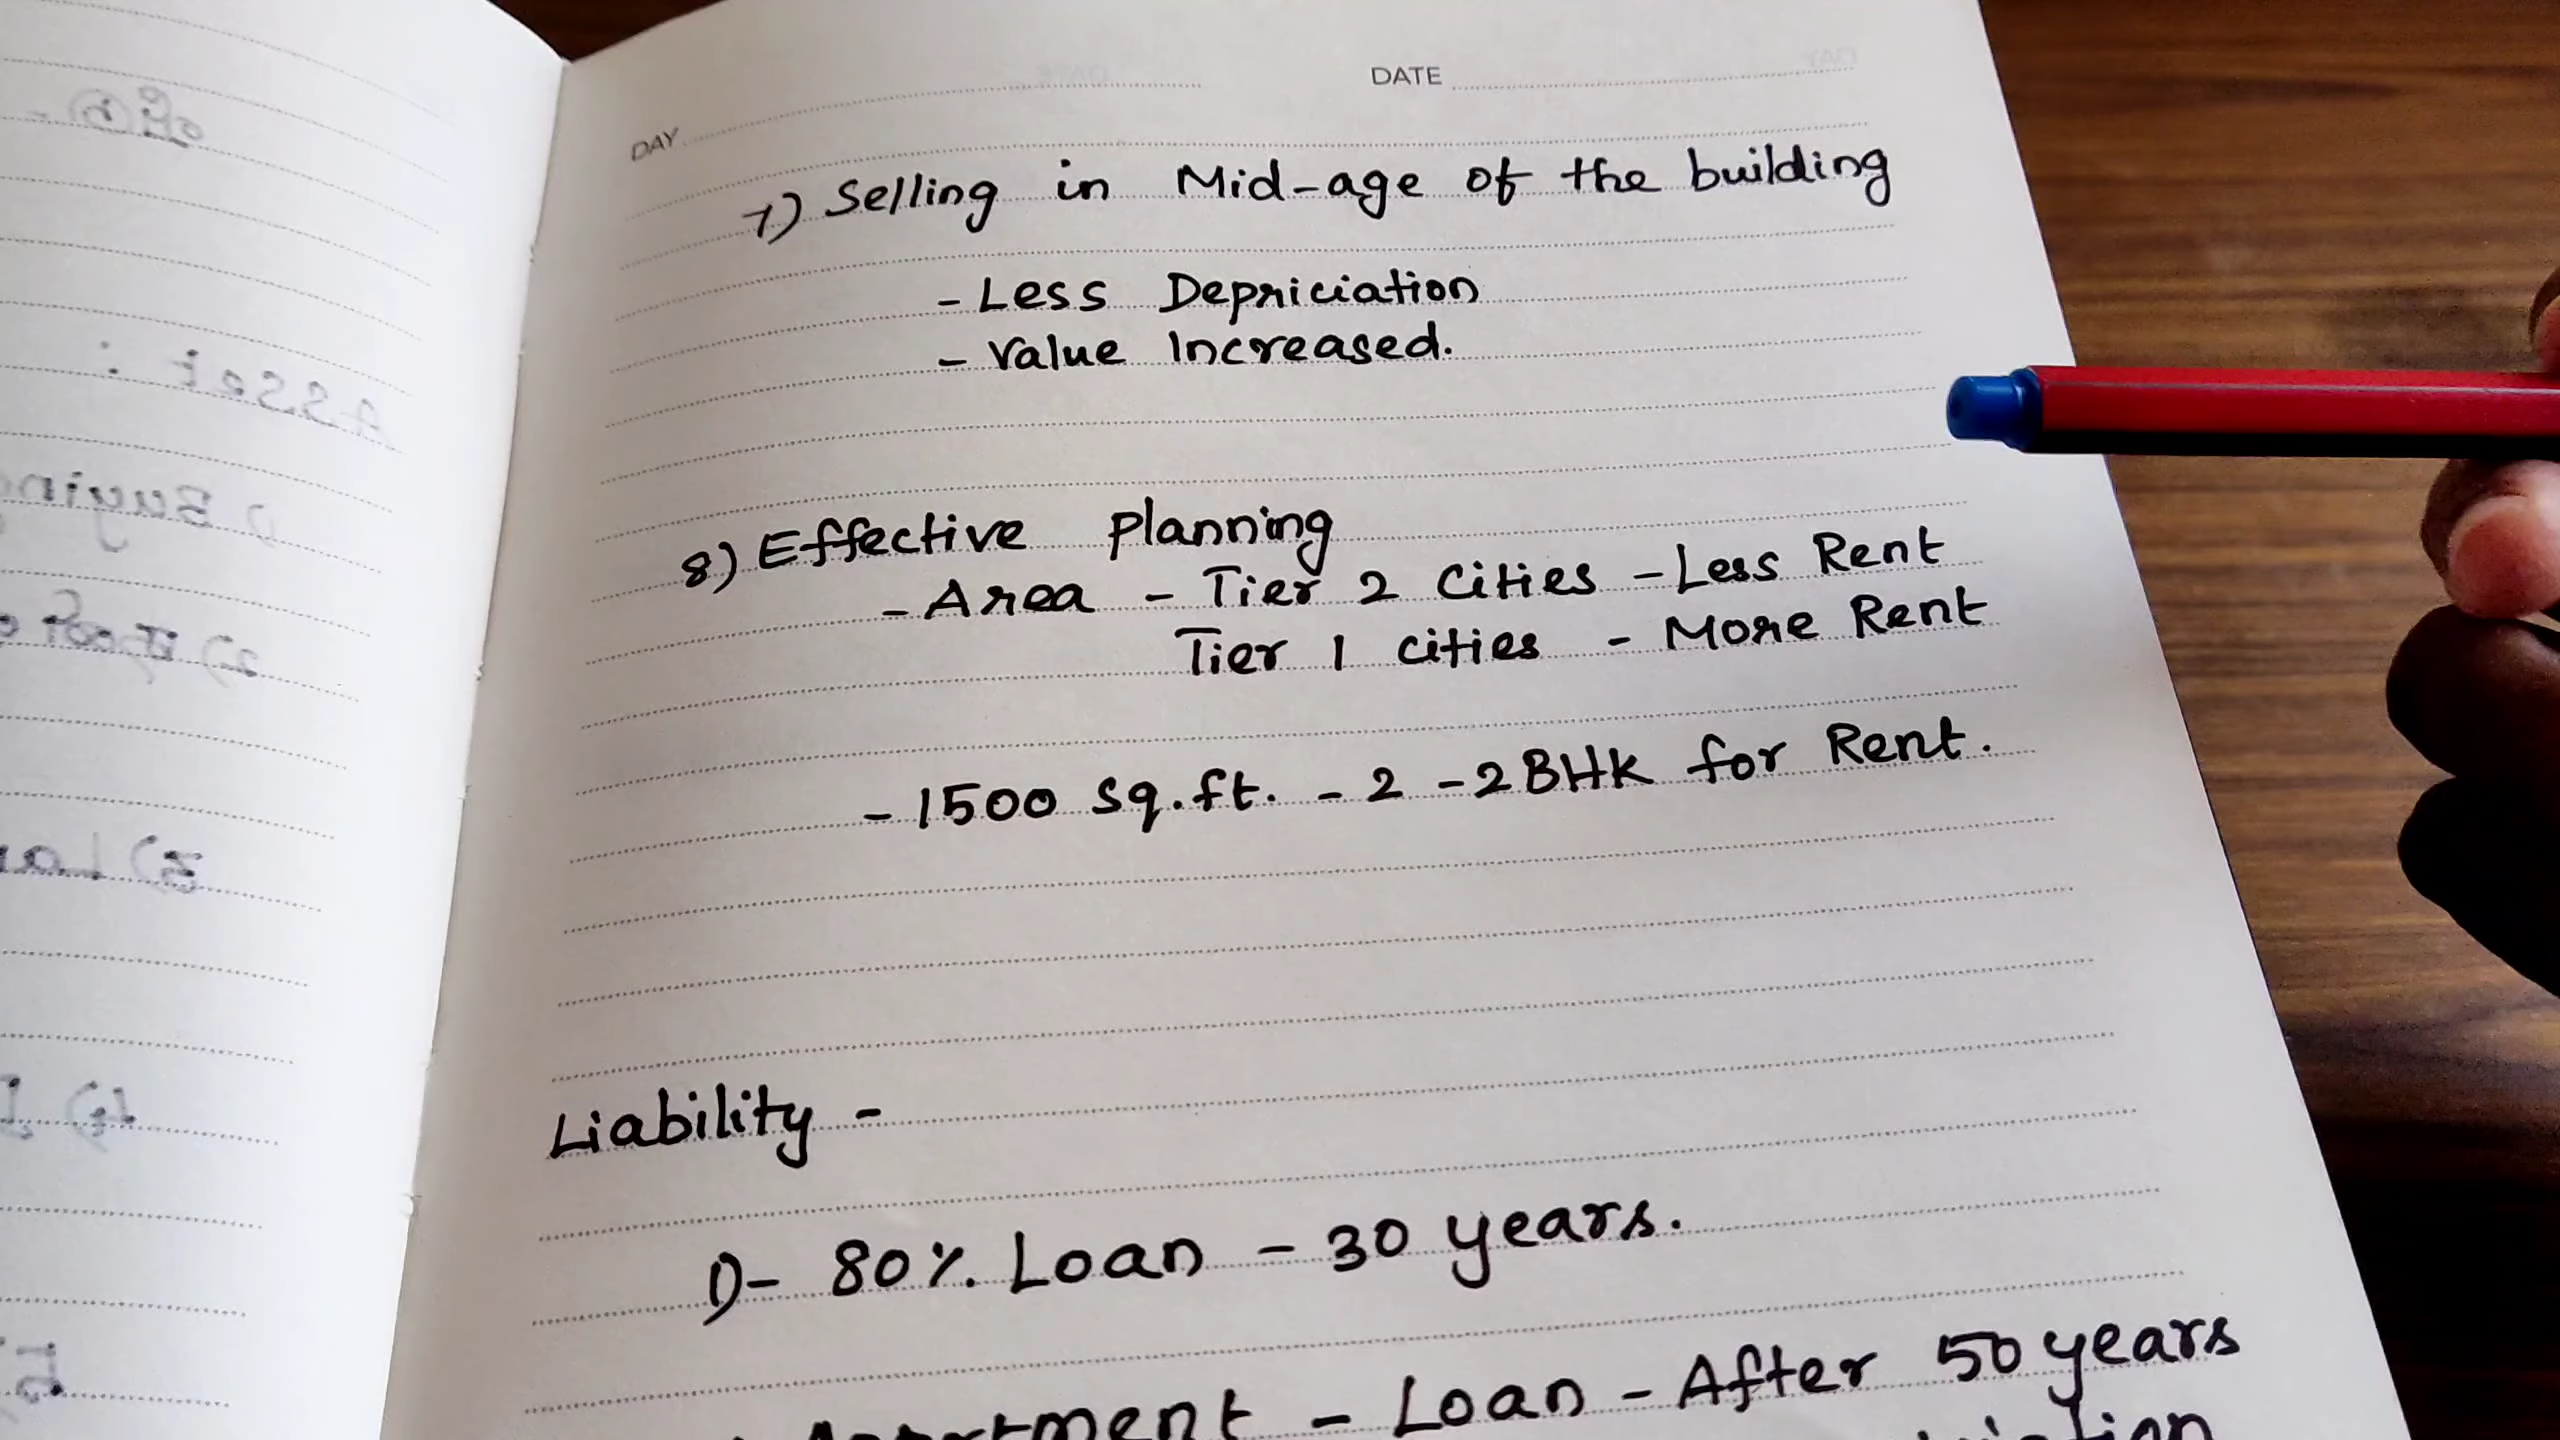 DAY
DATE
7) Selling in Mid-age of the building
- Less Depriciation
- Value Increased.
8) Effective planning
- Area - Tier 2 Cities - Less Rent
Tier 1 cities - More Rent
- 1500 sq.ft. - 2 - 2BHK for Rent.
Liability -
1)- 80% Loan - 30 years.
Apartment - Loan - After 50 years